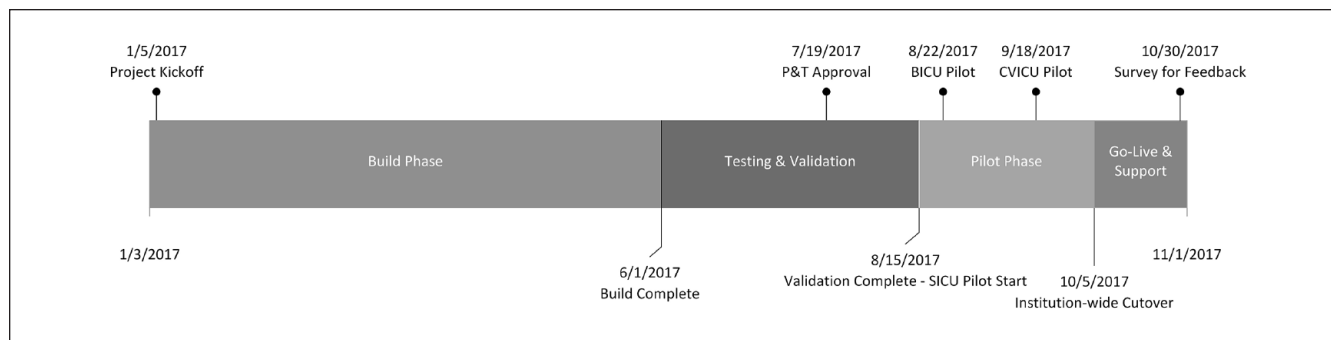 1/5/2017
Project Kickoff
7/19/2017
P&T Approval
8/22/2017
BICU Pilot
9/18/2017
CVICU Pilot
10/30/2017
Survey for Feedback
Build Phase
Testing & Validation
Pilot Phase
Go-Live &
Support
1/3/2017
6/1/2017
Build Complete
8/15/2017
Validation Complete - SICU Pilot Start
10/5/2017
Institution-wide Cutover
11/1/2017